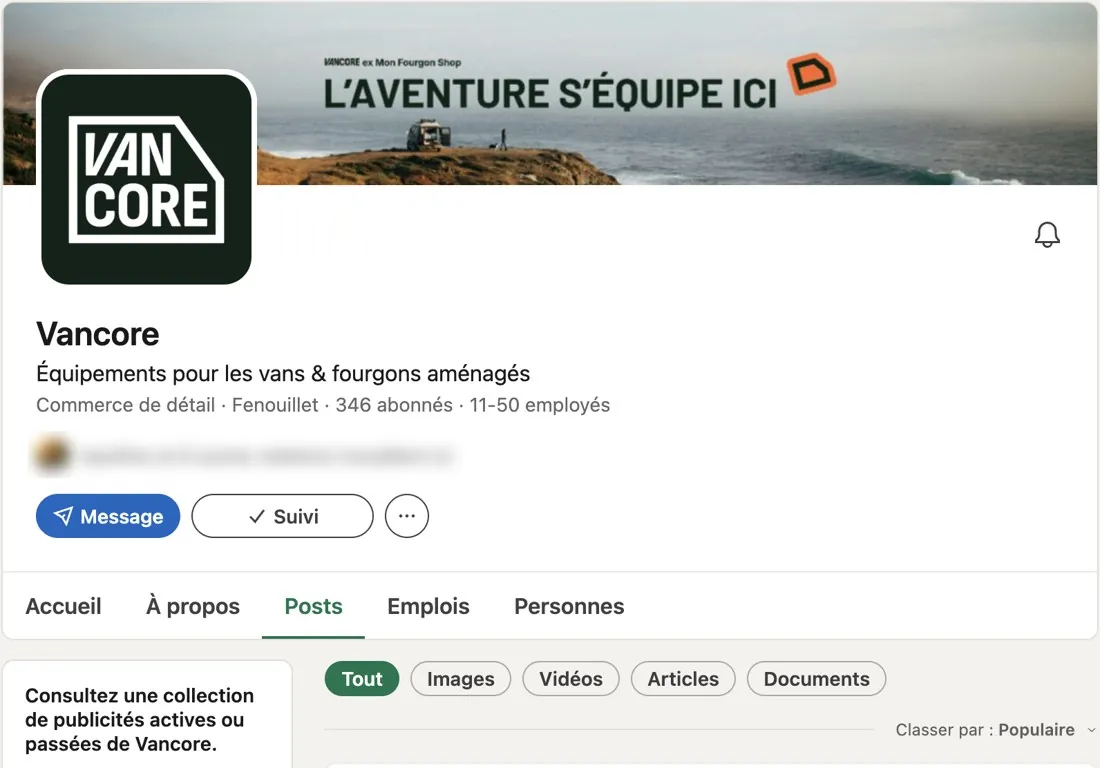 VANCORE ex Mon Fourgon Shop
L'AVENTURE S'ÉQUIPE ICI
VAN
CORE
Vancore
Équipements pour les vans & fourgons aménagés
Commerce de détail · Fenouillet · 346 abonnés · 11-50 employés
Message
Suivi
Accueil
À propos
Posts
Emplois
Personnes
Tout
Images
Vidéos
Articles
Documents
Consultez une collection
de publicités actives ou
passées de Vancore.
Classer par : Populaire